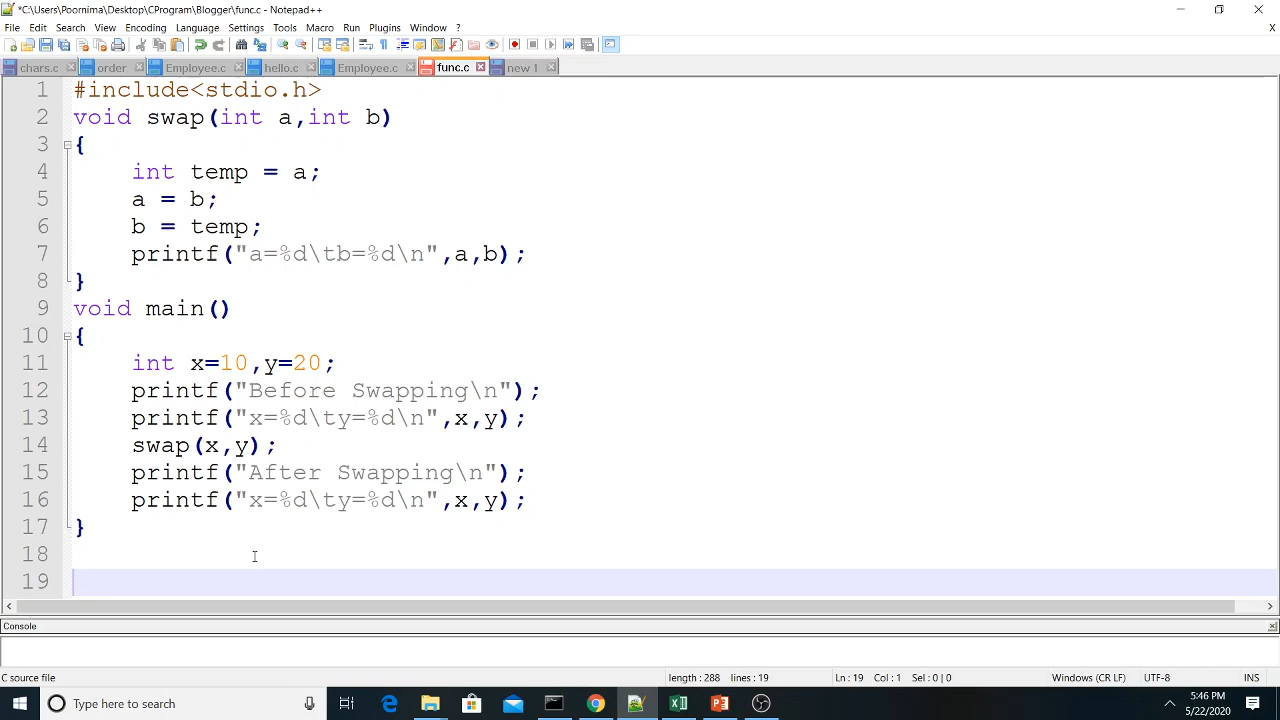 *C:\Users\Poornima\Desktop\CProgram\Blogger\func.c - Notepad++
File Edit Search View Encoding Language Settings Tools Macro Run Plugins Window ? X
chars.c order Employee.c hello.c Employee.c func.c new 1
1 #include<stdio.h>
2 void swap(int a,int b)
3 {
4 int temp = a;
5 a = b;
6 b = temp;
7 printf("a=%d\tb=%d\n",a,b);
8 }
9 void main()
10 {
11 int x=10,y=20;
12 printf("Before Swapping\n");
13 printf("x=%d\ty=%d\n",x,y);
14 swap(x,y);
15 printf("After Swapping\n");
16 printf("x=%d\ty=%d\n",x,y);
17 }
18
19
Console
C source file length : 288 lines : 19 Ln : 19 Col : 1 Sel : 0 | 0 Windows (CR LF) UTF-8 INS
Type here to search
5:46 PM
5/22/2020